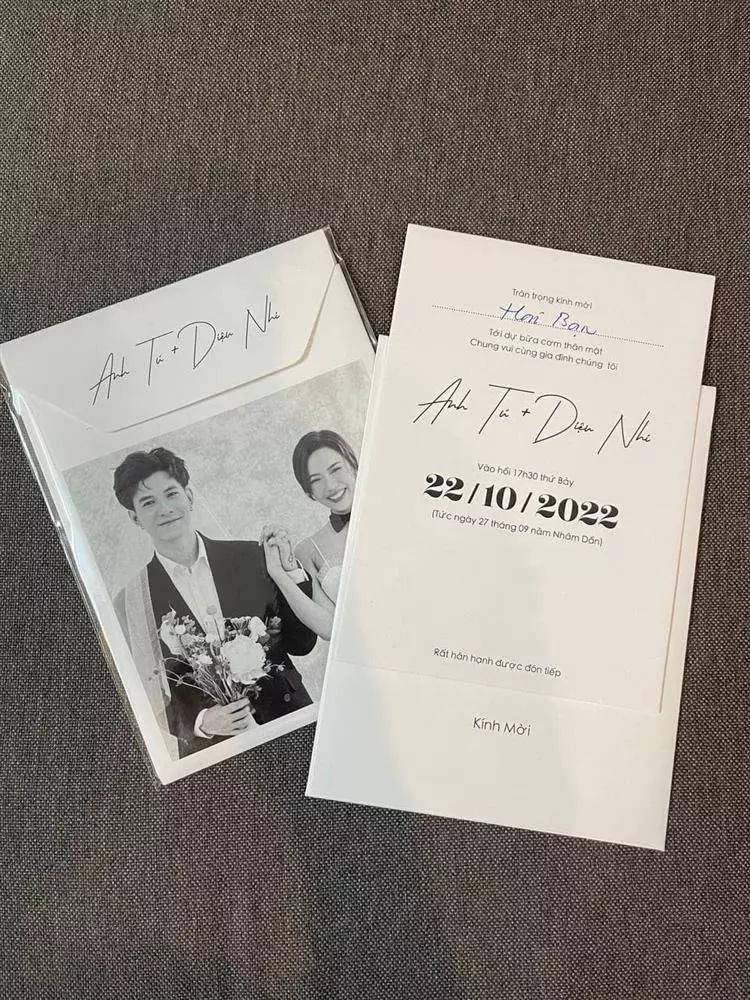 Anh Tú + Diệu Nhi
Trân trọng kính mời
Hai Bạn
Tới dự bữa cơm thân mật
Chung vui cùng gia đình chúng tôi
Anh Tú + Diệu Nhi
Vào hồi 17h30 thứ Bảy
22/10/2022
(Tức ngày 27 tháng 09 năm Nhâm Dần)
Rất hân hạnh được đón tiếp
Kính Mời